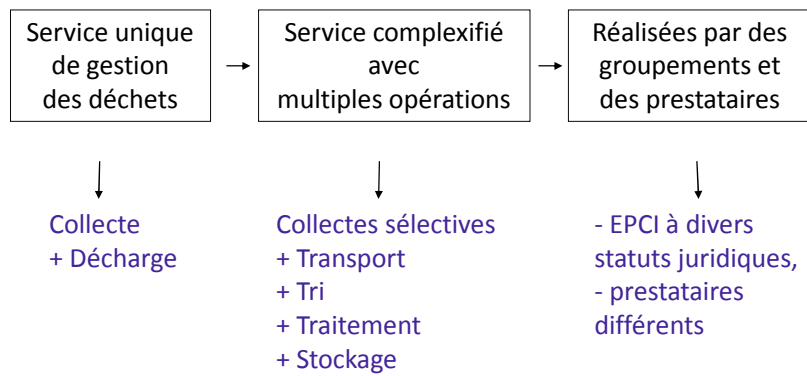 Service unique
de gestion
des déchets
Service complexifié
avec
multiples opérations
Réalisées par des
groupements et
des prestataires
Collecte
+ Décharge
Collectes sélectives
+ Transport
+ Tri
+ Traitement
+ Stockage
- EPCI à divers
statuts juridiques,
- prestataires
différents